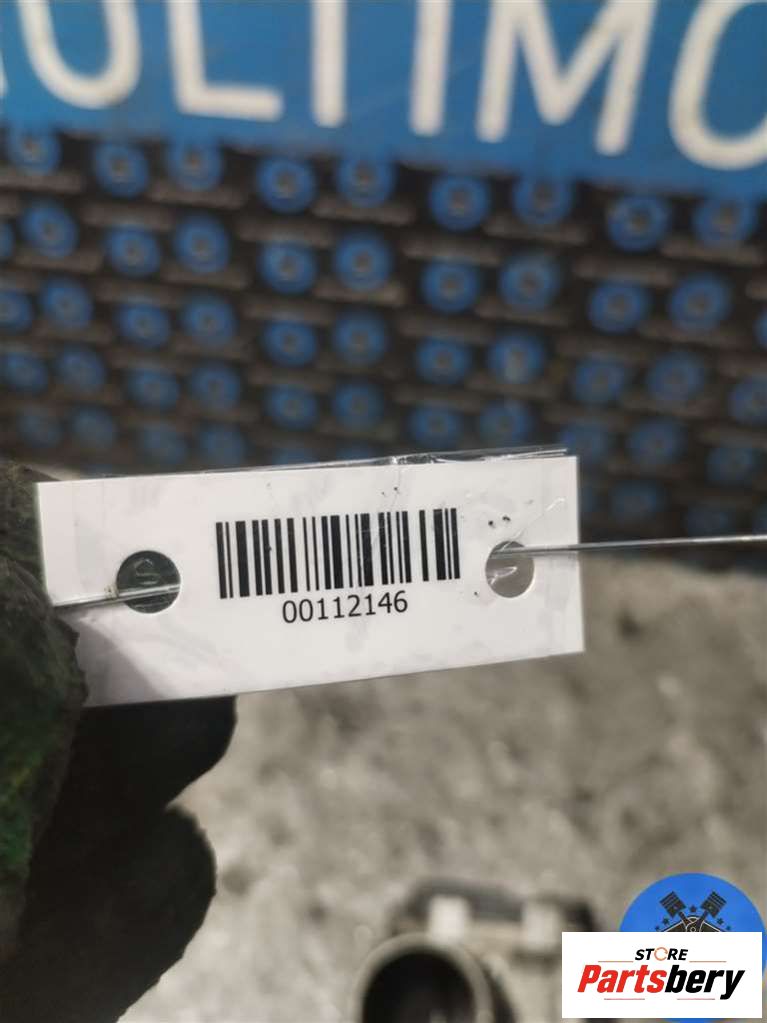 ULTIMO
00112146
STORE
Partsbery